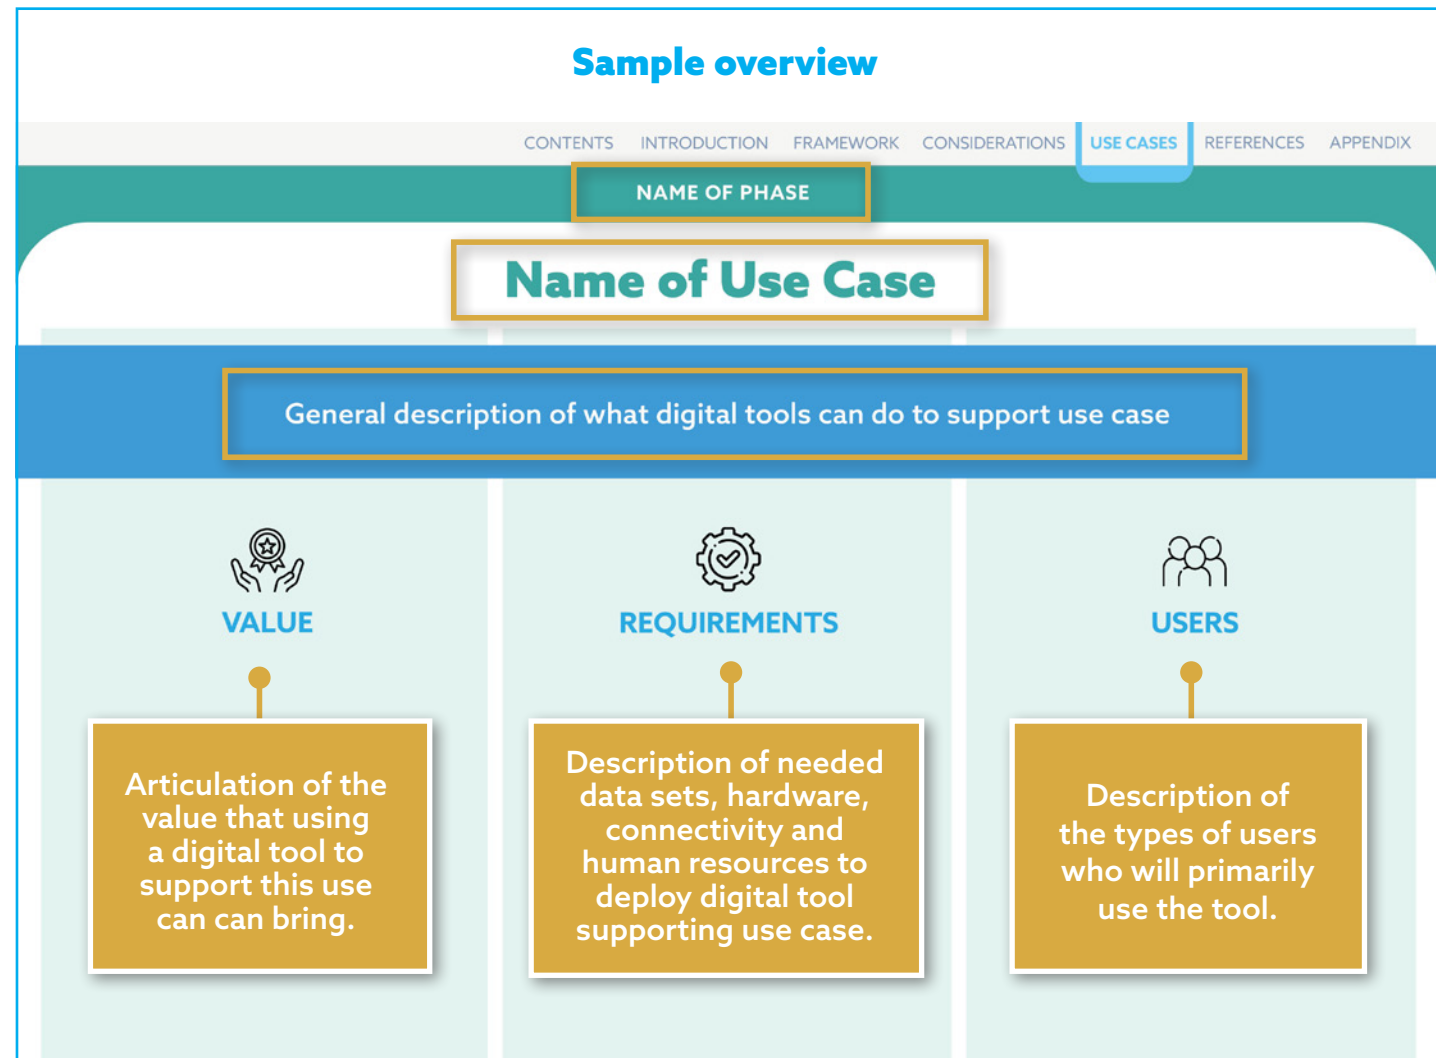 Sample overview
CONTENTS INTRODUCTION FRAMEWORK CONSIDERATIONS USE CASES REFERENCES APPENDIX
NAME OF PHASE
Name of Use Case
General description of what digital tools can do to support use case
VALUE
Articulation of the
value that using
a digital tool to
support this use
can can bring.
REQUIREMENTS
Description of needed
data sets, hardware,
connectivity and
human resources to
deploy digital tool
supporting use case.
USERS
Description of
the types of users
who will primarily
use the tool.